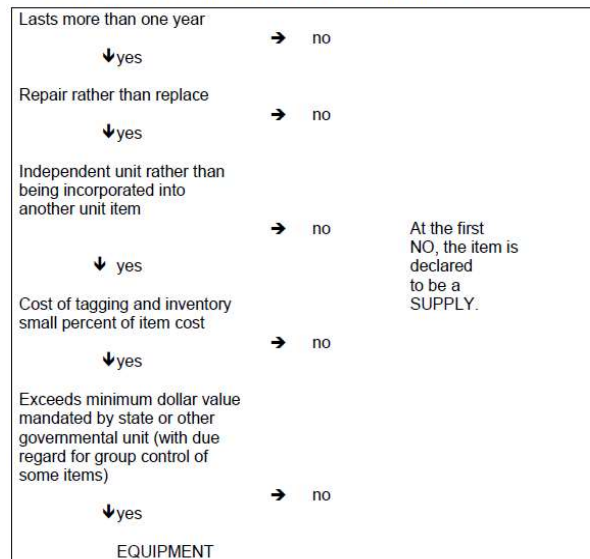 Lasts more than one year
➔ no
🡻yes
Repair rather than replace
➔ no
🡻yes
Independent unit rather than
being incorporated into
another unit item
➔ no
At the first
NO, the item is
🡻 yes
declared
to be a
Cost of tagging and inventory
SUPPLY.
small percent of item cost
➔ no
🡻yes
Exceeds minimum dollar value
mandated by state or other
governmental unit (with due
regard for group control of
some items)
➔ no
🡻yes
EQUIPMENT